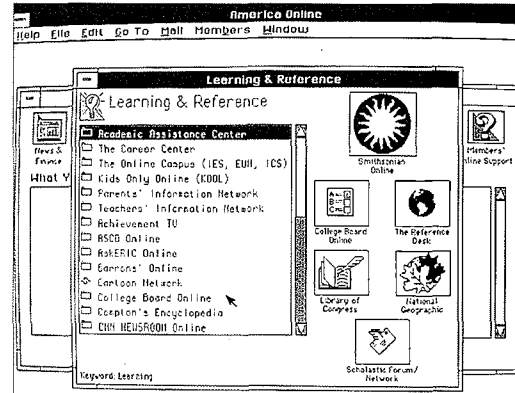 America Online
Help File Edit Go To Mail Members Window
Learning & Reference
Learning & Reference
News &
Finance
What Y
Members'
nline Support
Academic Assistance Center
The Career Center
The Online Campus (IES, EUN, ICS)
Kids Only Online (KOOL)
Parents' Information Network
Teachers' Information Network
Achievement TV
ASCD Online
AskERIC Online
Barrons' Online
Cartoon Network
College Board Online
Compton's Encyclopedia
CNN NEWSROOM Online
Smithsonian
Online
College Board
Online
The Reference
Desk
Library of
Congress
National
Geographic
Scholastic Forum/
Network
Keyword: Learning